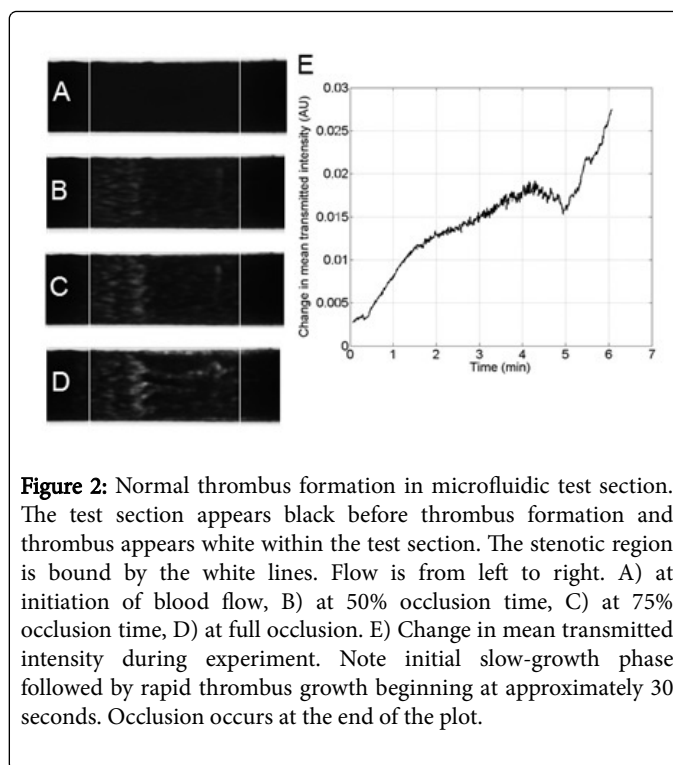 A
B
C
D
E
Change in mean transmitted intensity (AU)
0.03
0.025
0.02
0.015
0.01
0.005
0
0 1 2 3 4 5 6 7
Time (min)
Figure 2: Normal thrombus formation in microfluidic test section.
The test section appears black before thrombus formation and
thrombus appears white within the test section. The stenotic region
is bound by the white lines. Flow is from left to right. A) at
initiation of blood flow, B) at 50% occlusion time, C) at 75%
occlusion time, D) at full occlusion. E) Change in mean transmitted
intensity during experiment. Note initial slow-growth phase
followed by rapid thrombus growth beginning at approximately 30
seconds. Occlusion occurs at the end of the plot.